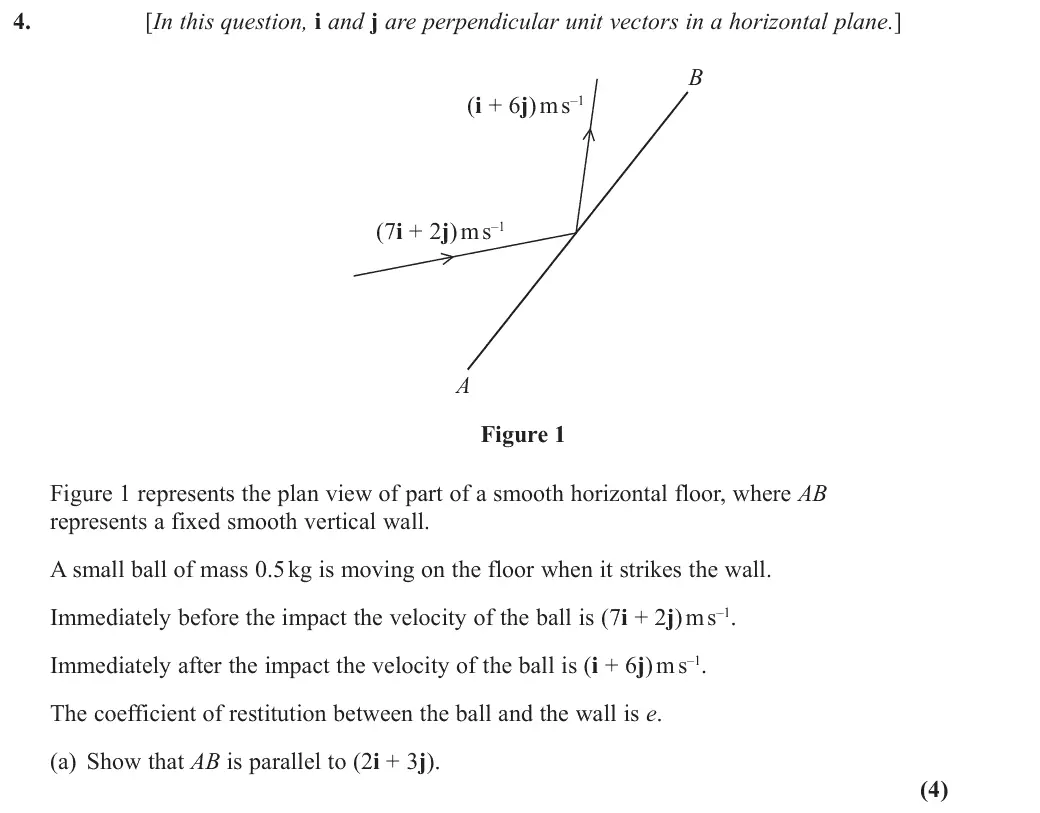 4. [In this question, i and j are perpendicular unit vectors in a horizontal plane.]
B
(i + 6j) m s⁻¹
(7i + 2j) m s⁻¹
A
Figure 1
Figure 1 represents the plan view of part of a smooth horizontal floor, where AB
represents a fixed smooth vertical wall.
A small ball of mass 0.5 kg is moving on the floor when it strikes the wall.
Immediately before the impact the velocity of the ball is (7i + 2j) m s⁻¹.
Immediately after the impact the velocity of the ball is (i + 6j) m s⁻¹.
The coefficient of restitution between the ball and the wall is e.
(a) Show that AB is parallel to (2i + 3j).
(4)